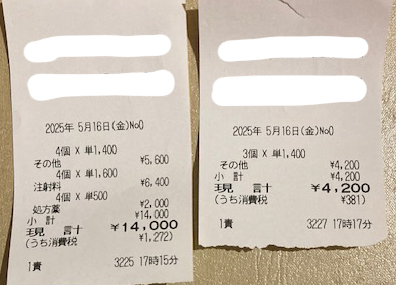 2025年 5月16日(金)No0
4個 X 単1,400
その他 ¥5,600
4個 X 単1,600
注射料 ¥6,400
4個 X 単500
処方薬 ¥2,000
小 計 ¥14,000
現 計 ¥14,000
(うち消費税 ¥1,272)
1責 3225 17時15分
2025年 5月16日(金)No0
3個 X 単1,400
その他 ¥4,200
小 計 ¥4,200
現 計 ¥4,200
(うち消費税 ¥381)
1責 3227 17時17分